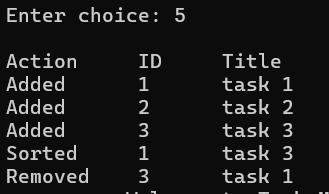 Enter choice: 5
Action ID Title
Added 1 task 1
Added 2 task 2
Added 3 task 3
Sorted 1 task 3
Removed 3 task 1